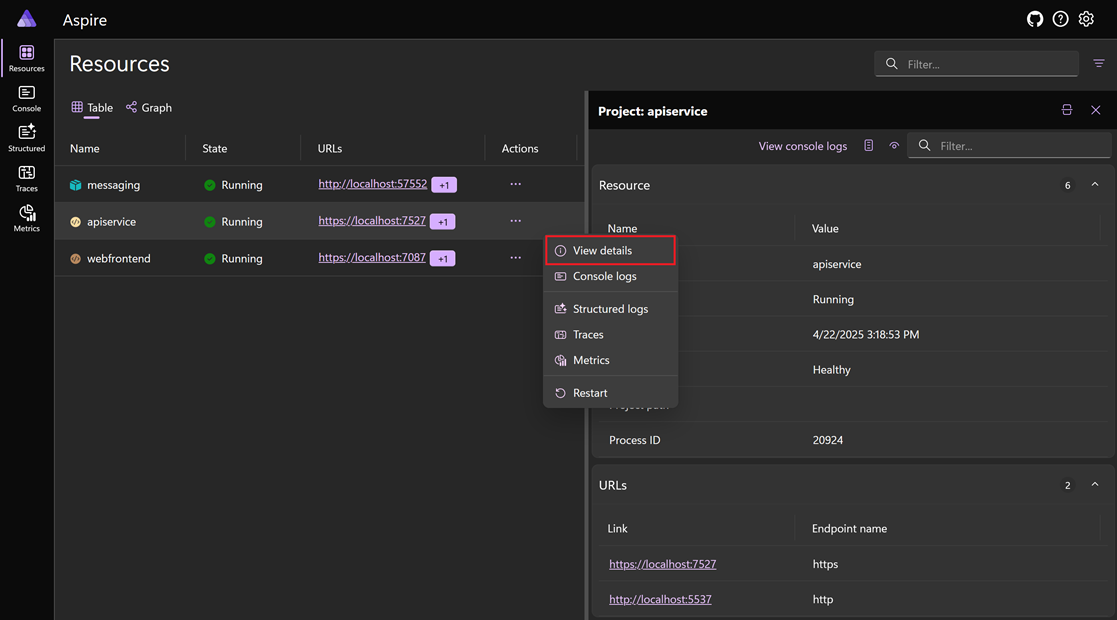 Aspire
Resources
Console
Structured
Traces
Metrics
Resources
Filter...
Table Graph
Name State URLs Actions
messaging Running http://localhost:57552 +1
apiservice Running https://localhost:7527 +1
webfrontend Running https://localhost:7087 +1
View details
Console logs
Structured logs
Traces
Metrics
Restart
Project: apiservice
View console logs Filter...
Resource 6
Name Value
apiservice
Running
4/22/2025 3:18:53 PM
Healthy
Project path
Process ID 20924
URLs 2
Link Endpoint name
https://localhost:7527 https
http://localhost:5537 http